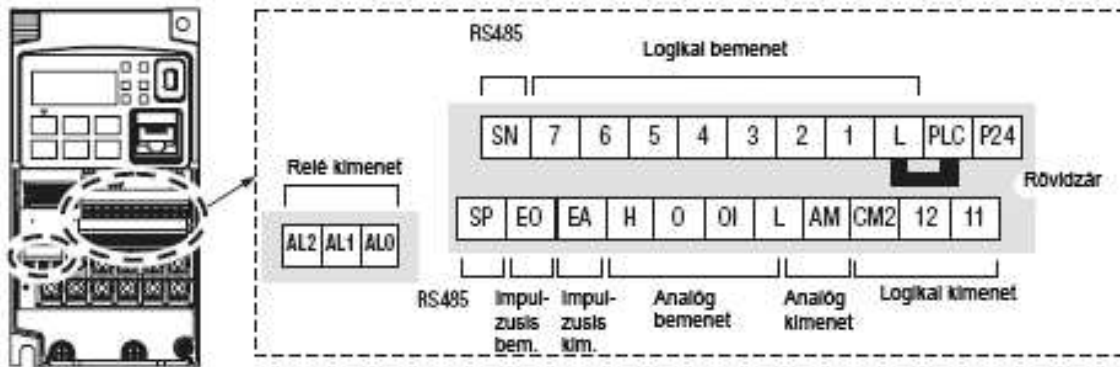 RS485
Logikai bemenet
SN 7 6 5 4 3 2 1 L PLC P24
Relé kimenet
Rövidzár
SP EO EA H O OI L AM CM2 12 11
AL2 AL1 AL0
RS485
Impul-
zusis
bem.
Impul-
zusis
kim.
Analóg
bemenet
Analóg
kimenet
Logikai kimenet